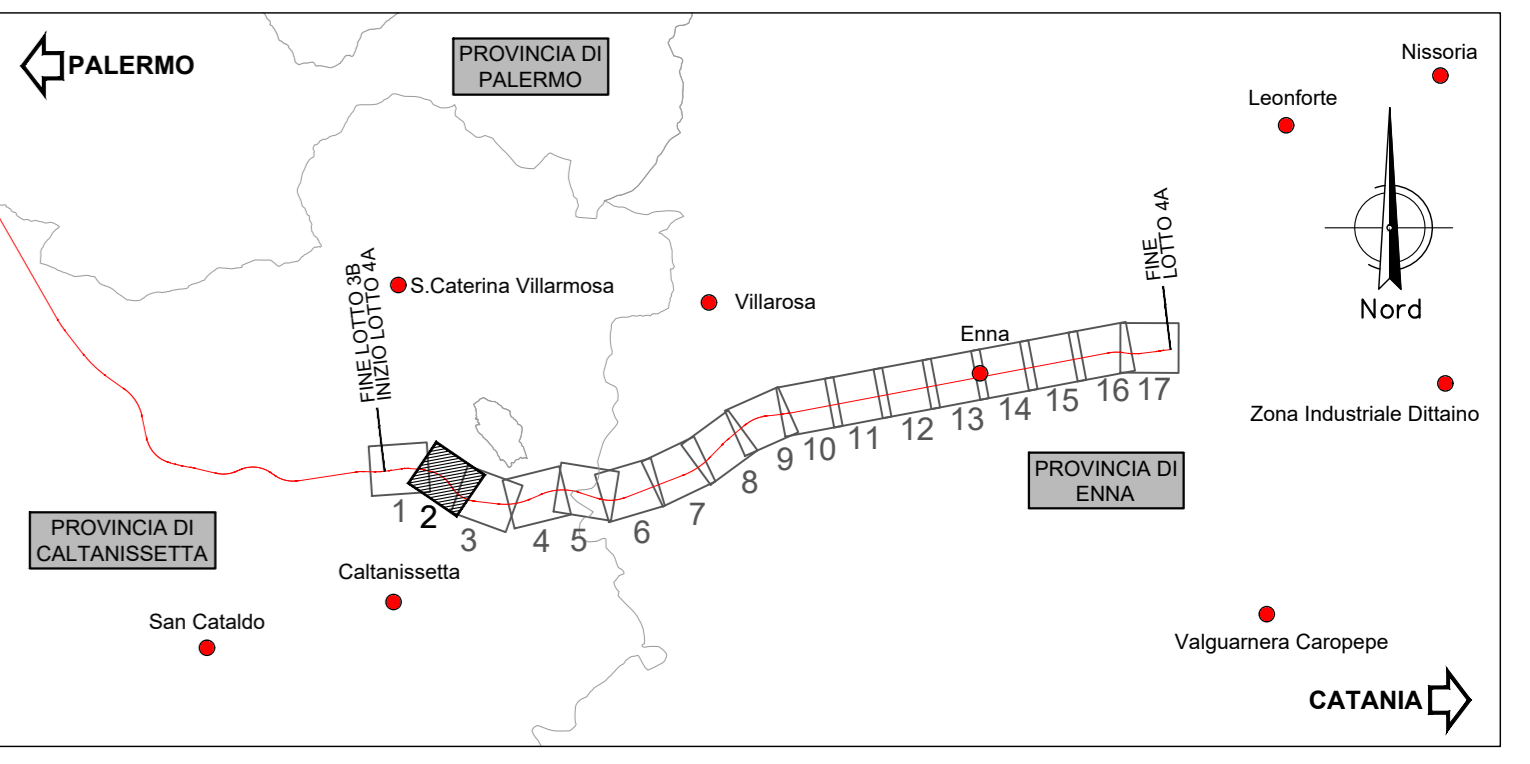 PALERMO
PROVINCIA DI
PALERMO
Nissoria
Leonforte
Nord
FINE LOTTO 3B
INIZIO LOTTO 4A
S.Caterina Villarmosa
Villarosa
Enna
FINE
LOTTO 4A
Zona Industriale Dittaino
1
2
3
4
5
6
7
8
9
10
11
12
13
14
15
16
17
PROVINCIA DI
ENNA
PROVINCIA DI
CALTANISSETTA
Caltanissetta
San Cataldo
Valguarnera Caropepe
CATANIA